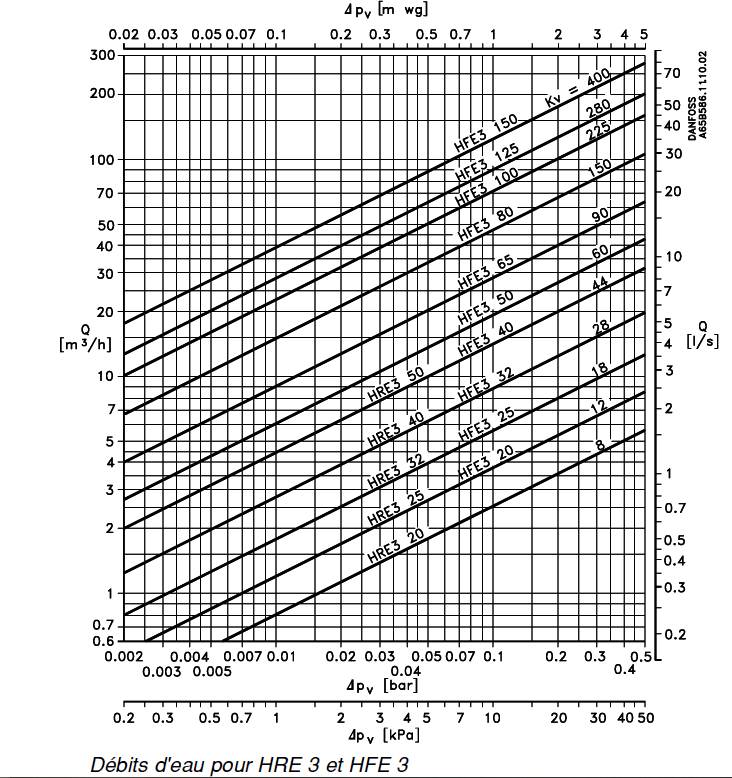 Δpv [m wg]
0.02 0.03 0.05 0.07 0.1 0.2 0.3 0.5 0.7 1 2 3 4 5
300
200
100
70
50
40
30
20
Q
[m³/h]
10
7
5
4
3
2
1
0.7
0.6
Kv = 400
280
225
150
90
60
44
28
18
12
8
HFE3 150
HFE3 125
HFE3 100
HFE3 80
HFE3 65
HFE3 50
HFE3 40
HFE3 32
HFE3 25
HFE3 20
HRE3 50
HRE3 40
HRE3 32
HRE3 25
HRE3 20
70
50
40
30
20
10
7
5
Q
[l/s]
4
3
2
1
0.7
0.5
0.4
0.3
0.2
DANFOSS
A65B586.11.10.02
0.002 0.004 0.007 0.01 0.02 0.03 0.05 0.07 0.1 0.2 0.3 0.5
0.003 0.005 0.04 0.4
Δpv [bar]
0.2 0.3 0.5 0.7 1 2 3 4 5 7 10 20 30 40 50
Δpv [kPa]
Débits d'eau pour HRE 3 et HFE 3